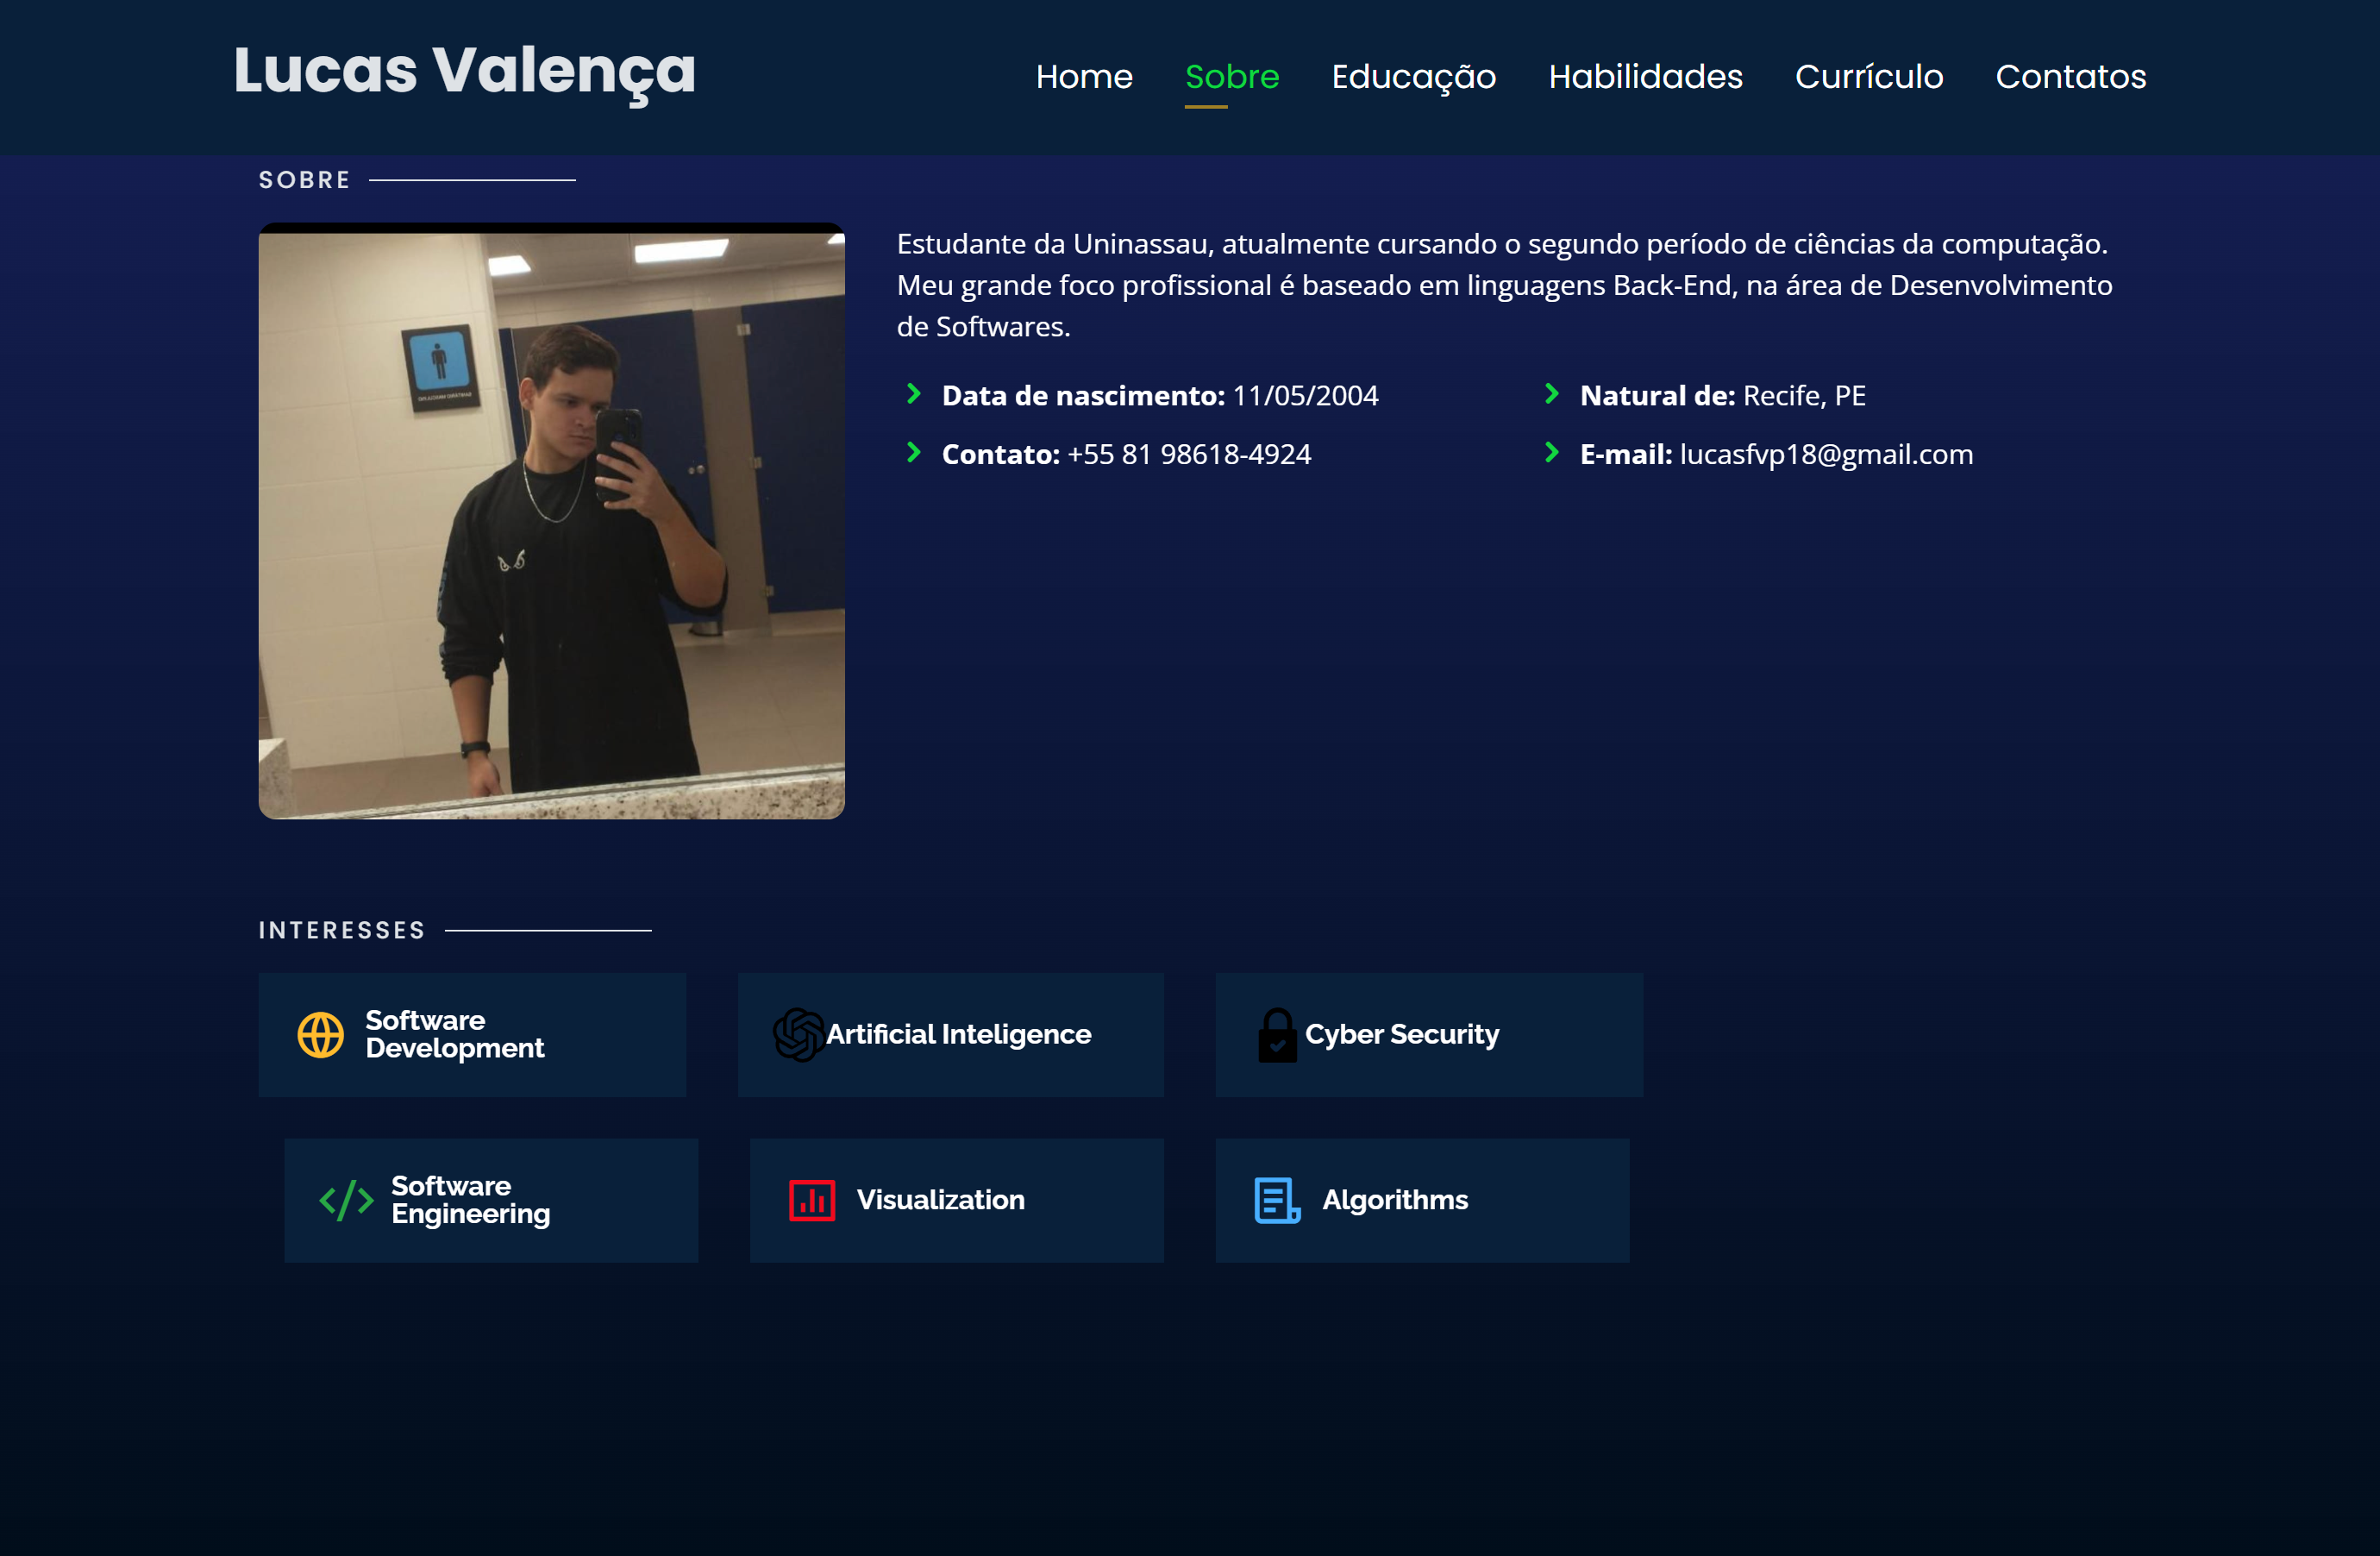 Lucas Valença
Home Sobre Educação Habilidades Currículo Contatos
SOBRE
Estudante da Uninassau, atualmente cursando o segundo período de ciências da computação.
Meu grande foco profissional é baseado em linguagens Back-End, na área de Desenvolvimento
de Softwares.
Data de nascimento: 11/05/2004
Natural de: Recife, PE
Contato: +55 81 98618-4924
E-mail: lucasfvp18@gmail.com
INTERESSES
Software
Development
Artificial Inteligence
Cyber Security
Software
Engineering
Visualization
Algorithms